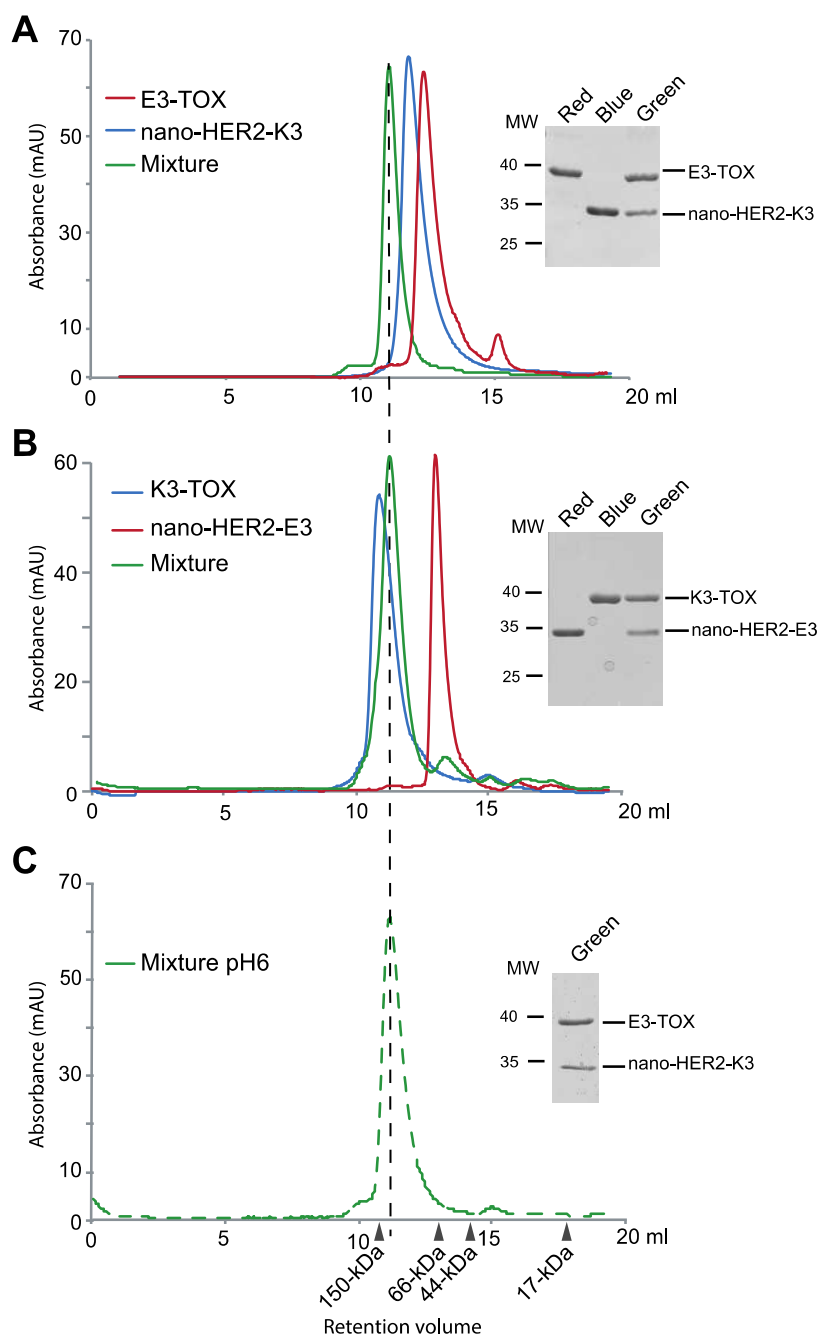 A
70
50
30
10
0
Absorbance (mAU)
E3-TOX
nano-HER2-K3
Mixture
MW
Red
Blue
Green
40
35
25
E3-TOX
nano-HER2-K3
0
5
10
15
20 ml
B
60
40
20
0
Absorbance (mAU)
K3-TOX
nano-HER2-E3
Mixture
MW
Red
Blue
Green
40
35
25
K3-TOX
nano-HER2-E3
0
5
10
15
20 ml
C
70
50
30
10
0
Absorbance (mAU)
Mixture pH6
MW
Green
40
35
E3-TOX
nano-HER2-K3
0
5
10
15
20 ml
150-kDa
66-kDa
44-kDa
17-kDa
Retention volume